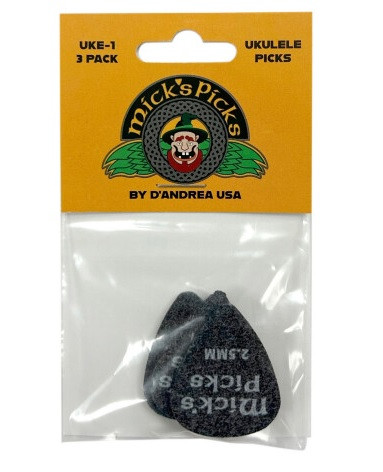 UKE-1
3 PACK
UKULELE
PICKS
mick's Picks
BY D'ANDREA USA
Mick's
Picks
2.5MM